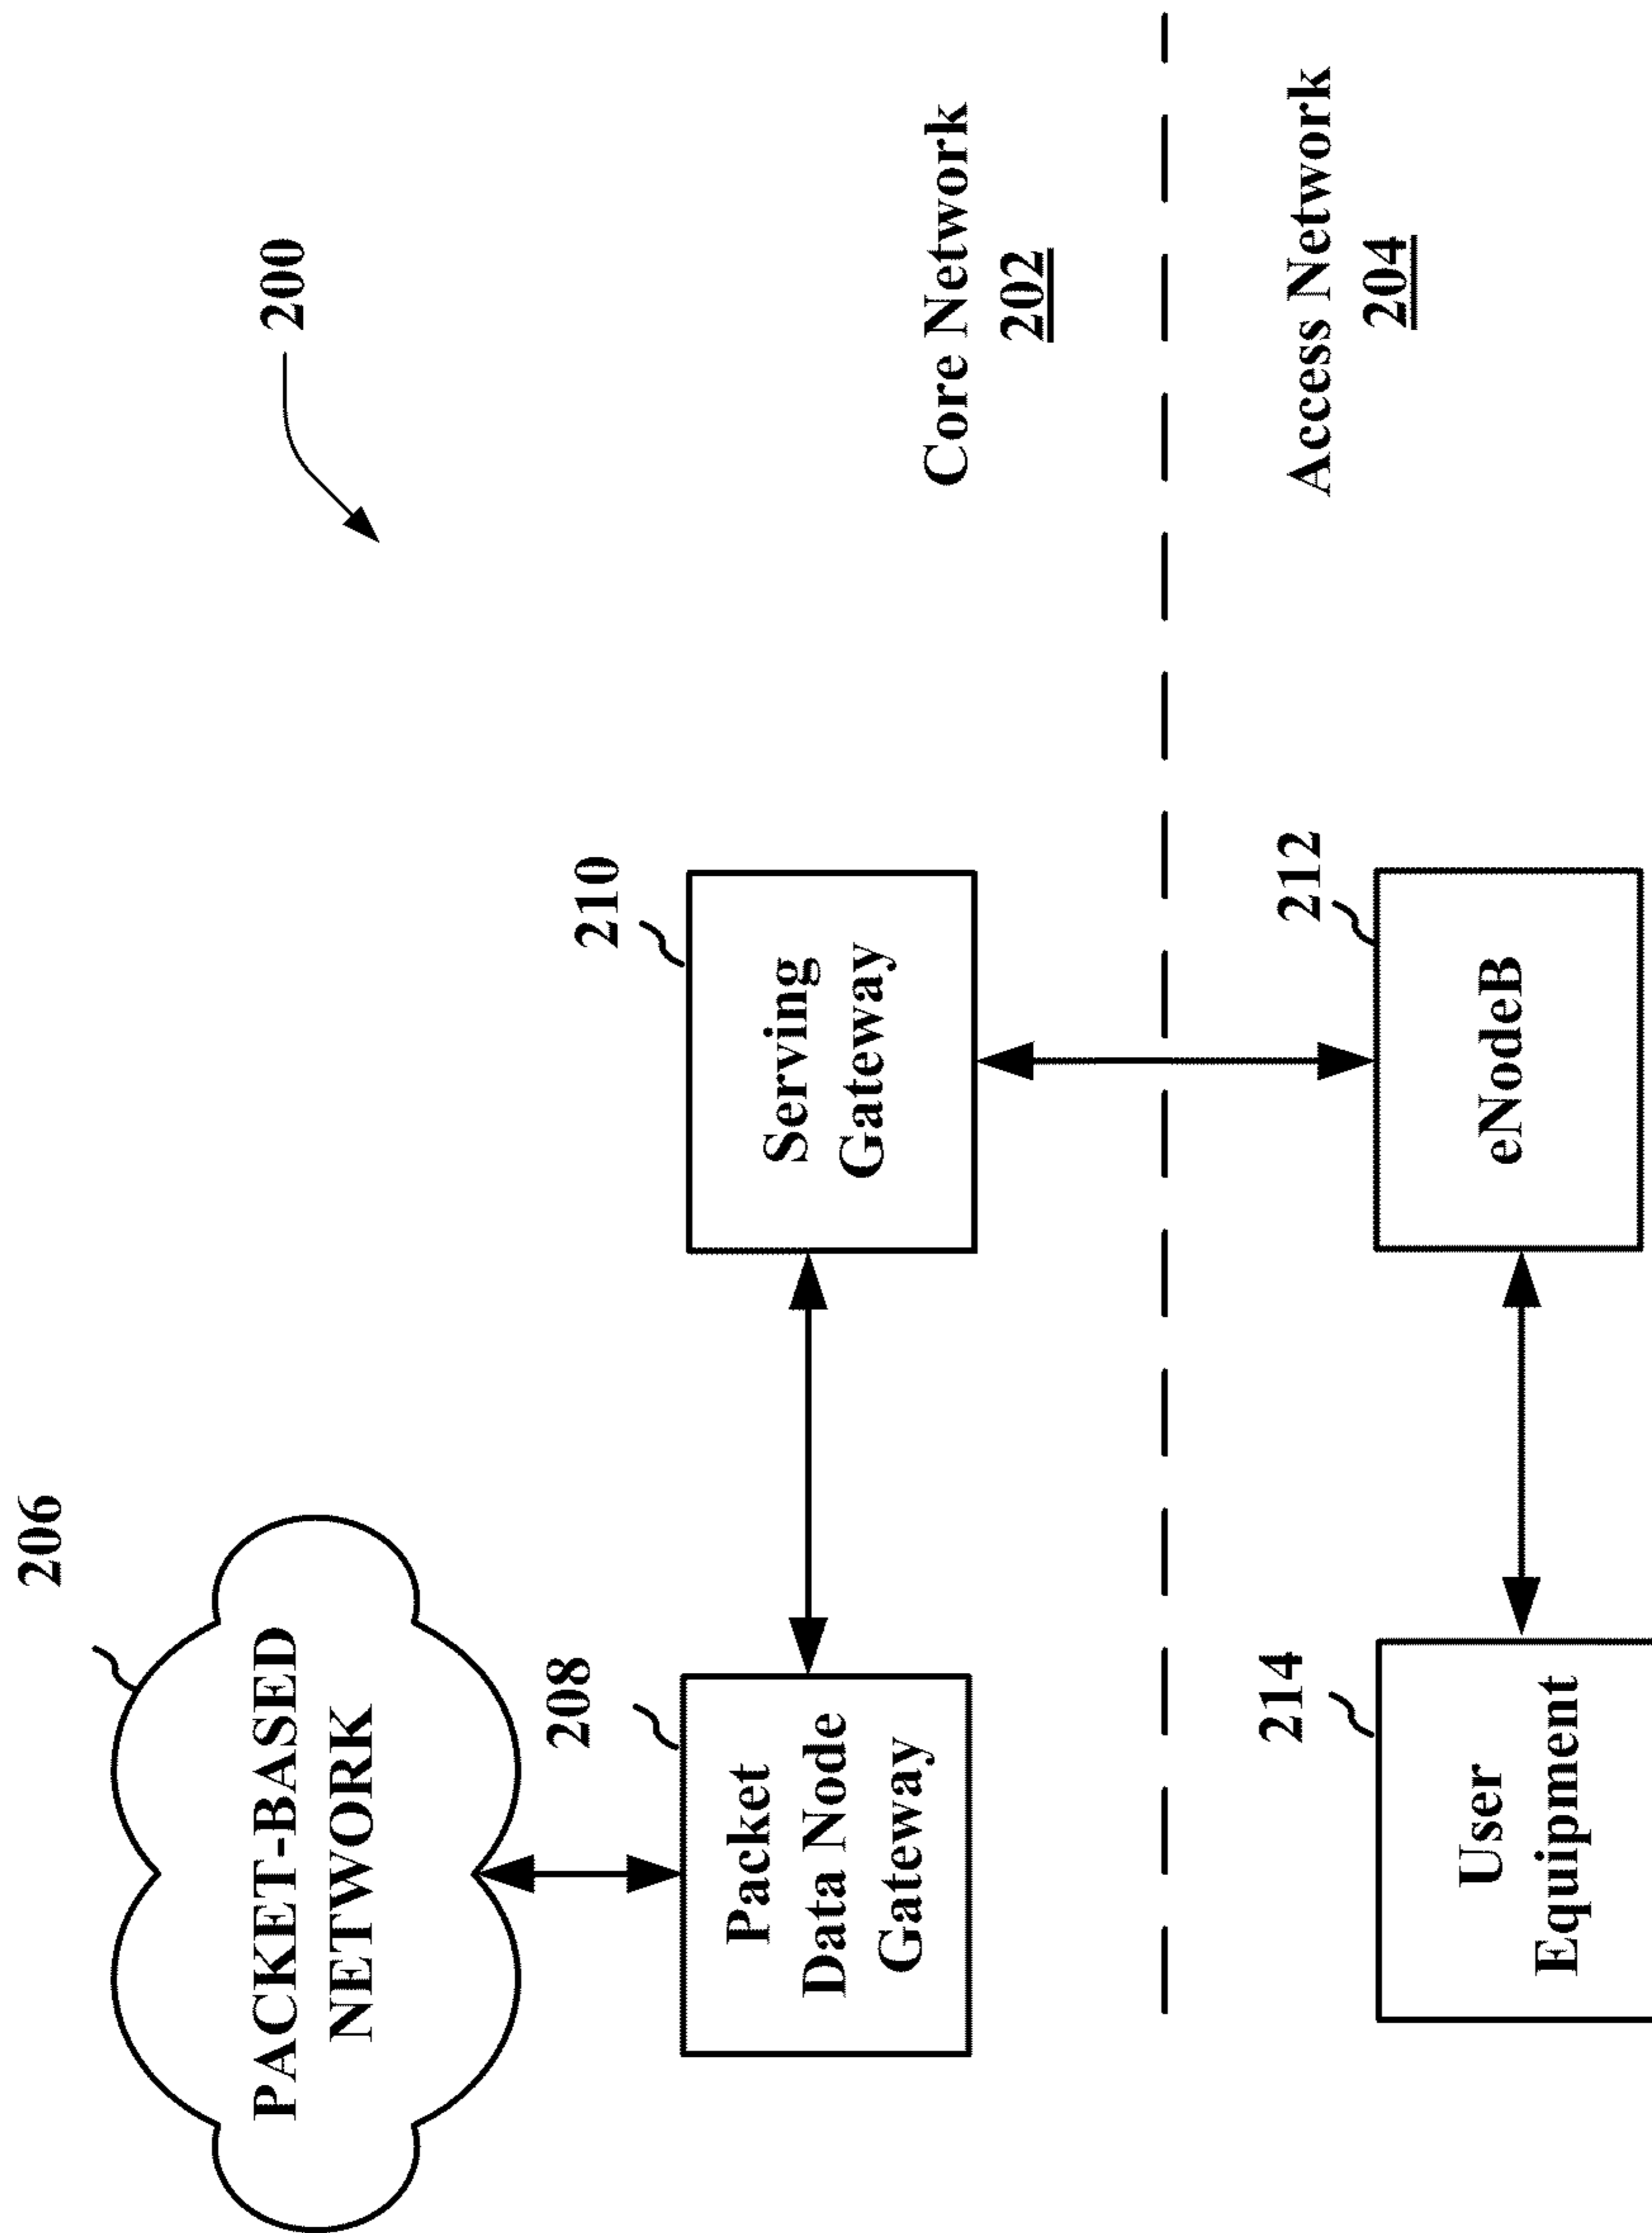 200
206
PACKET-BASED
NETWORK
208
Packet
Data Node
Gateway
210
Serving
Gateway
Core Network
202
Access Network
204
214
User
Equipment
212
eNodeB